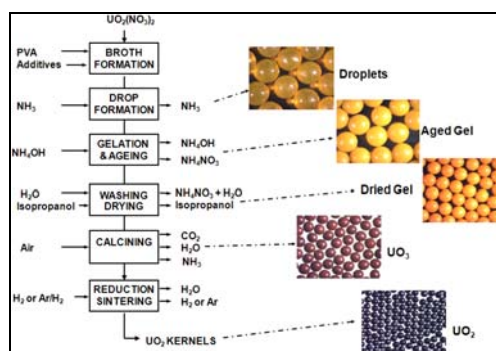 UO₂(NO₃)₂
PVA
Additives
BROTH
FORMATION
Droplets
NH₃
DROP
FORMATION
NH₃
Aged Gel
NH₄OH
GELATION
& AGEING
NH₄OH
NH₄NO₃
Dried Gel
H₂O
Isopropanol
WASHING
DRYING
NH₄NO₃ + H₂O
Isopropanol
Air
CALCINING
CO₂
H₂O
NH₃
UO₃
H₂ or Ar/H₂
REDUCTION
SINTERING
H₂O
H₂ or Ar
UO₂ KERNELS
UO₂